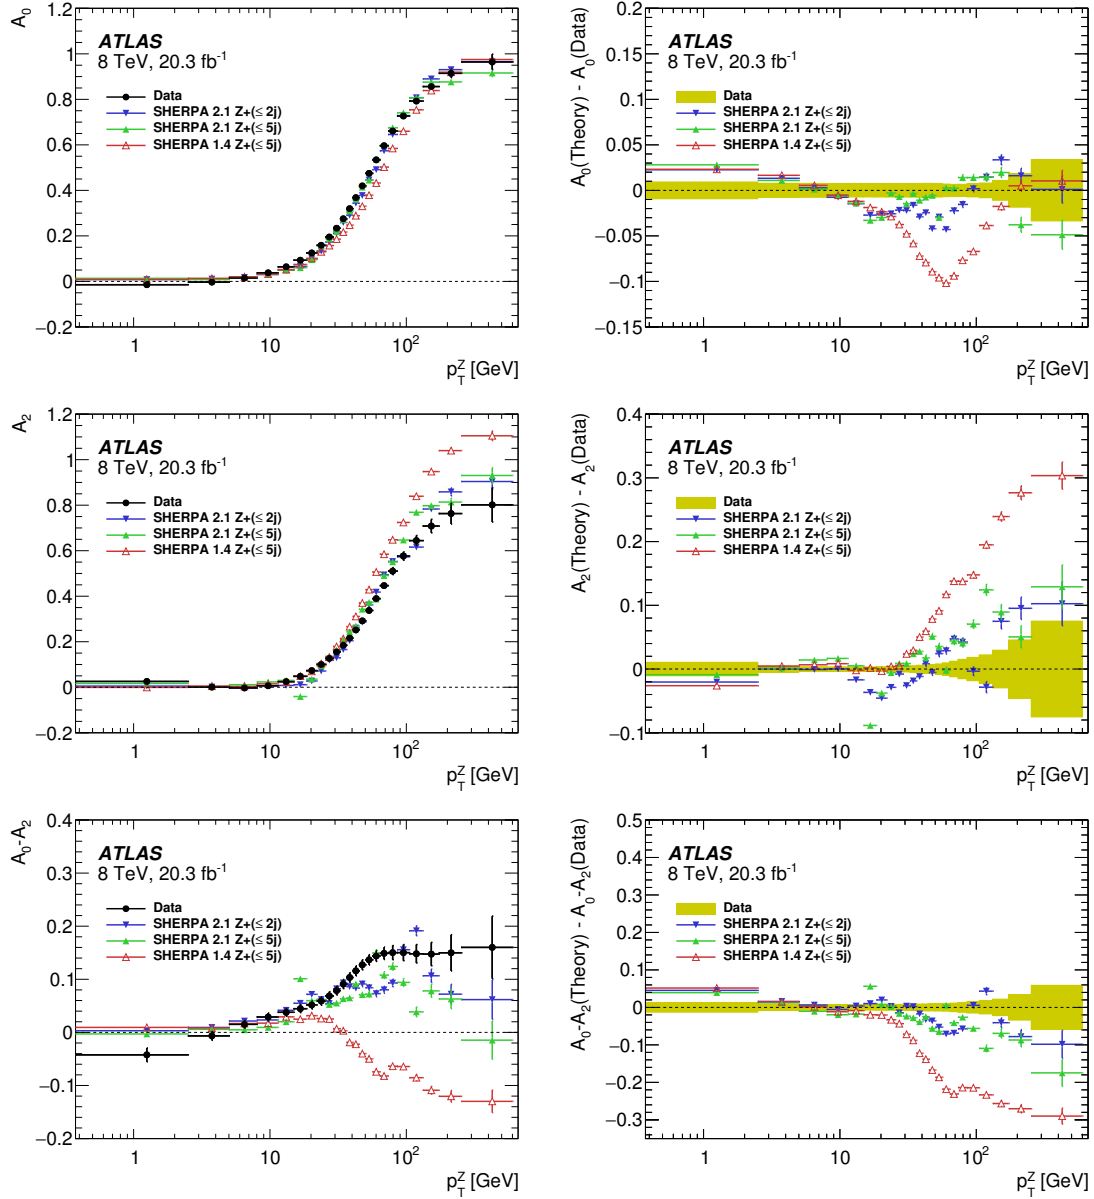 A0
1.2
1
0.8
0.6
0.4
0.2
0
−0.2
ATLAS
8 TeV, 20.3 fb-1
Data
SHERPA 2.1 Z+(≤ 2j)
SHERPA 2.1 Z+(≤ 5j)
SHERPA 1.4 Z+(≤ 5j)
1 10 10²
pTZ [GeV]
A0(Theory) - A0(Data)
0.2
0.15
0.1
0.05
0
−0.05
−0.1
−0.15
ATLAS
8 TeV, 20.3 fb-1
Data
SHERPA 2.1 Z+(≤ 2j)
SHERPA 2.1 Z+(≤ 5j)
SHERPA 1.4 Z+(≤ 5j)
1 10 10²
pTZ [GeV]
A2
1.2
1
0.8
0.6
0.4
0.2
0
−0.2
ATLAS
8 TeV, 20.3 fb-1
Data
SHERPA 2.1 Z+(≤ 2j)
SHERPA 2.1 Z+(≤ 5j)
SHERPA 1.4 Z+(≤ 5j)
1 10 10²
pTZ [GeV]
A2(Theory) - A2(Data)
0.4
0.3
0.2
0.1
0
−0.1
ATLAS
8 TeV, 20.3 fb-1
Data
SHERPA 2.1 Z+(≤ 2j)
SHERPA 2.1 Z+(≤ 5j)
SHERPA 1.4 Z+(≤ 5j)
1 10 10²
pTZ [GeV]
A0-A2
0.4
0.3
0.2
0.1
0
−0.1
−0.2
ATLAS
8 TeV, 20.3 fb-1
Data
SHERPA 2.1 Z+(≤ 2j)
SHERPA 2.1 Z+(≤ 5j)
SHERPA 1.4 Z+(≤ 5j)
1 10 10²
pTZ [GeV]
A0-A2(Theory) - A0-A2(Data)
0.5
0.4
0.3
0.2
0.1
0
−0.1
−0.2
−0.3
ATLAS
8 TeV, 20.3 fb-1
Data
SHERPA 2.1 Z+(≤ 2j)
SHERPA 2.1 Z+(≤ 5j)
SHERPA 1.4 Z+(≤ 5j)
1 10 10²
pTZ [GeV]